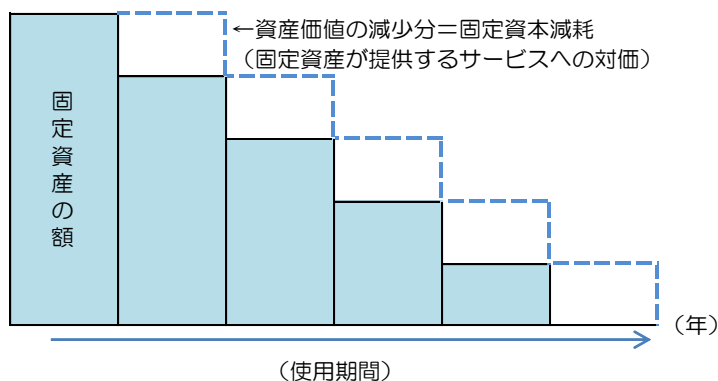 ←資産価値の減少分＝固定資本減耗
（固定資産が提供するサービスへの対価）
固定資産の額
（年）
（使用期間）